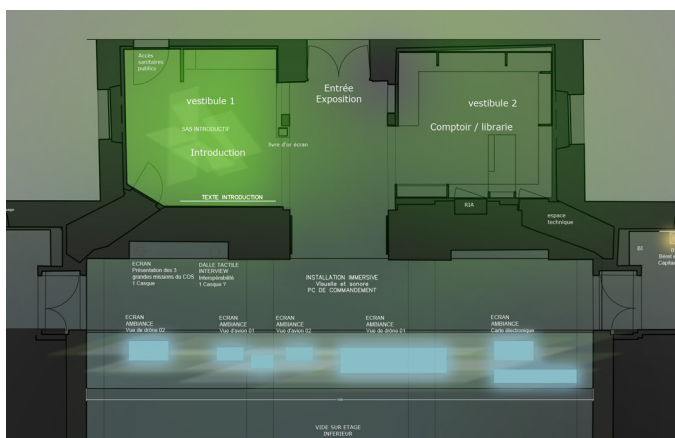 Accès
sanitaires
publics
vestibule 1
SAS INTRODUCTIF
Introduction
TEXTE INTRODUCTION
Entrée
Exposition
livre d'or écran
vestibule 2
Comptoir / librarie
RIA
espace
technique
BI
Béret
ECRAN
Présentation des 3
grandes missions du COS
1 Casque
DALLE TACTILE
INTERVIEW
Interopérabilité
1 Casque ?
INSTALLATION IMMERSIVE
Visuelle et sonore
PC DE COMMANDEMENT
ECRAN
AMBIANCE
Vue de drône 02
ECRAN
AMBIANCE
Vue d'avion 01
ECRAN
AMBIANCE
Vue d'avion 02
ECRAN
AMBIANCE
Vue de drône 01
ECRAN
AMBIANCE
Carte électronique
VIDE SUR ETAGE
INFERIEUR